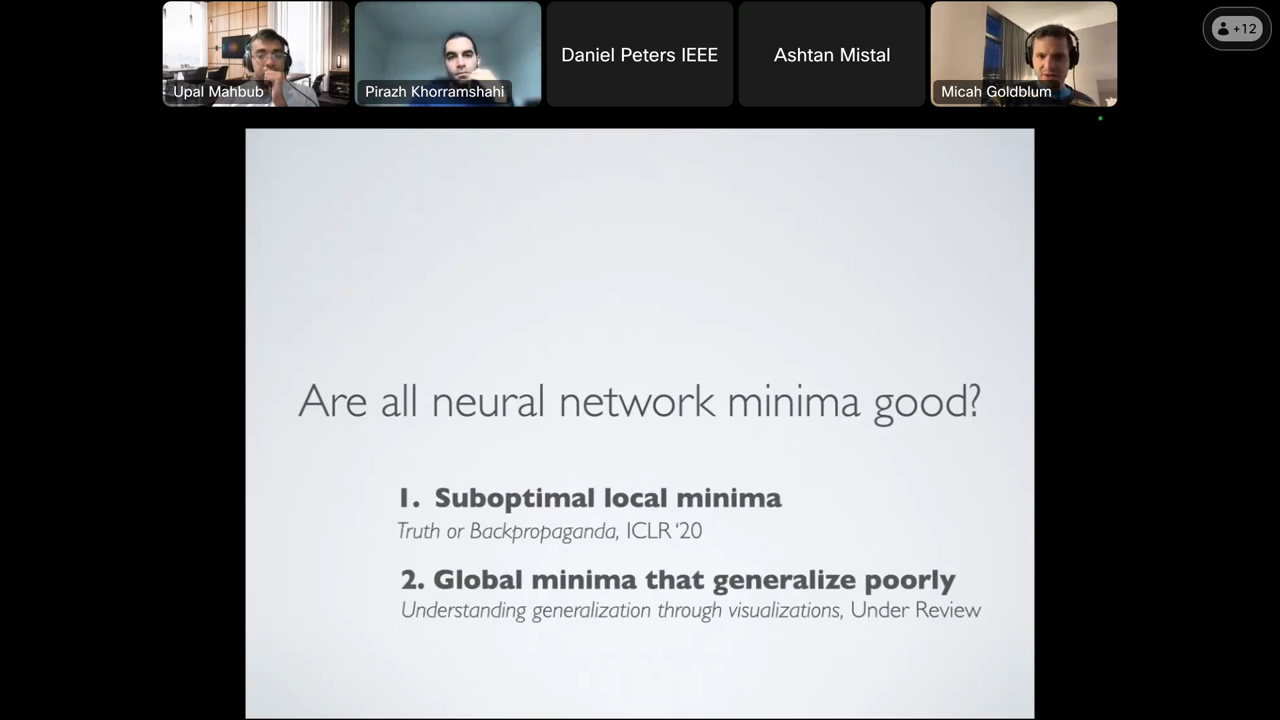 Upal Mahbub
Pirazh Khorramshahi
Daniel Peters IEEE
Ashtan Mistal
Micah Goldblum
+12
Are all neural network minima good?
1. Suboptimal local minima
Truth or Backpropaganda, ICLR ‘20
2. Global minima that generalize poorly
Understanding generalization through visualizations, Under Review